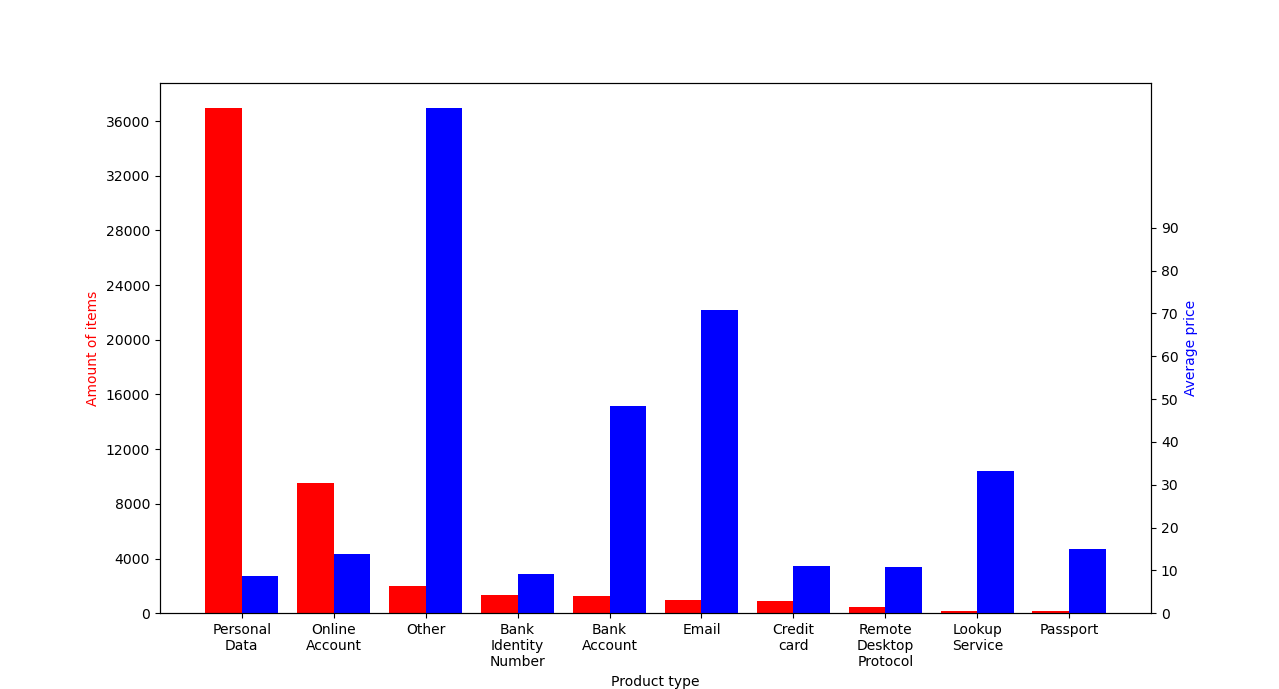 36000
32000
28000
24000
20000
16000
12000
8000
4000
0
Amount of items
90
80
70
60
50
40
30
20
10
0
Average price
Personal
Data
Online
Account
Other
Bank
Identity
Number
Bank
Account
Email
Credit
card
Remote
Desktop
Protocol
Lookup
Service
Passport
Product type